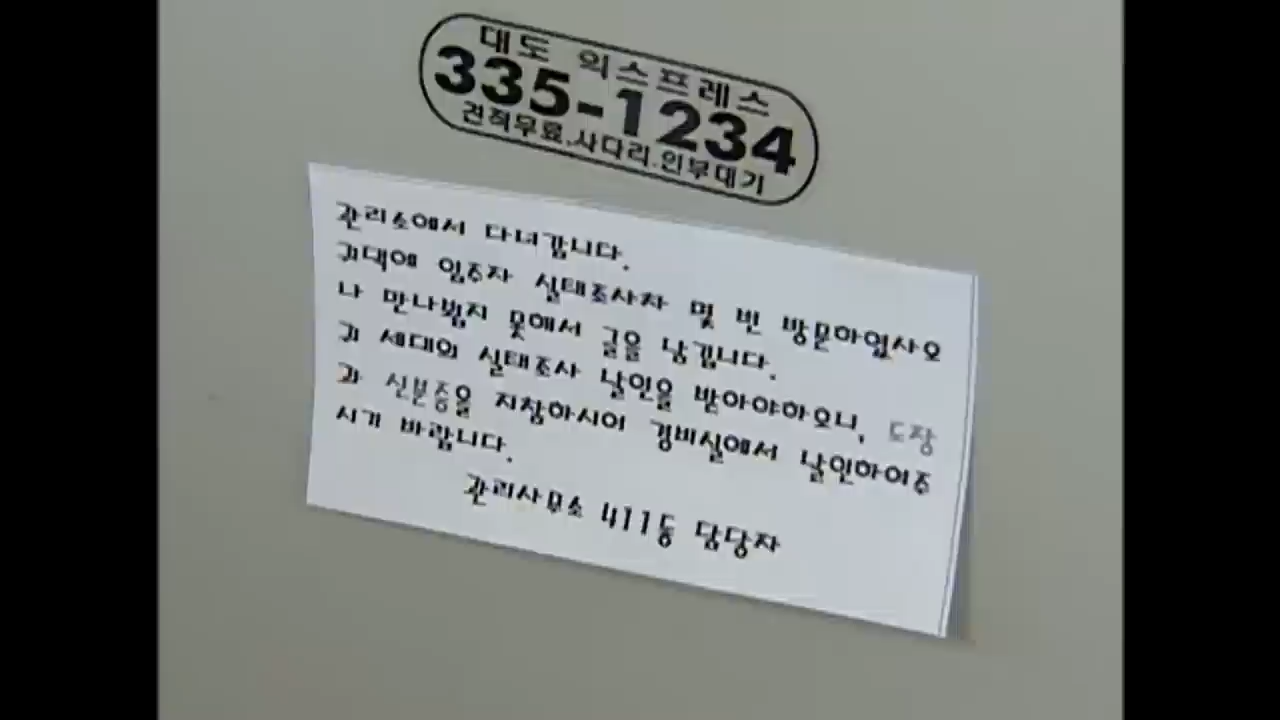 대도 익스프레스
335-1234
견적무료.사다리.인부대기
관리소에서 다녀갑니다.
귀댁에 입주자 실태조사차 몇 번 방문하였사오
나 만나뵙지 못해서 글을 남깁니다.
귀 세대의 실태조사 날인을 받아야하오니, 도장
과 신분증을 지참하시어 경비실에서 날인하여주
시기 바랍니다.
관리사무소 411동 담당자